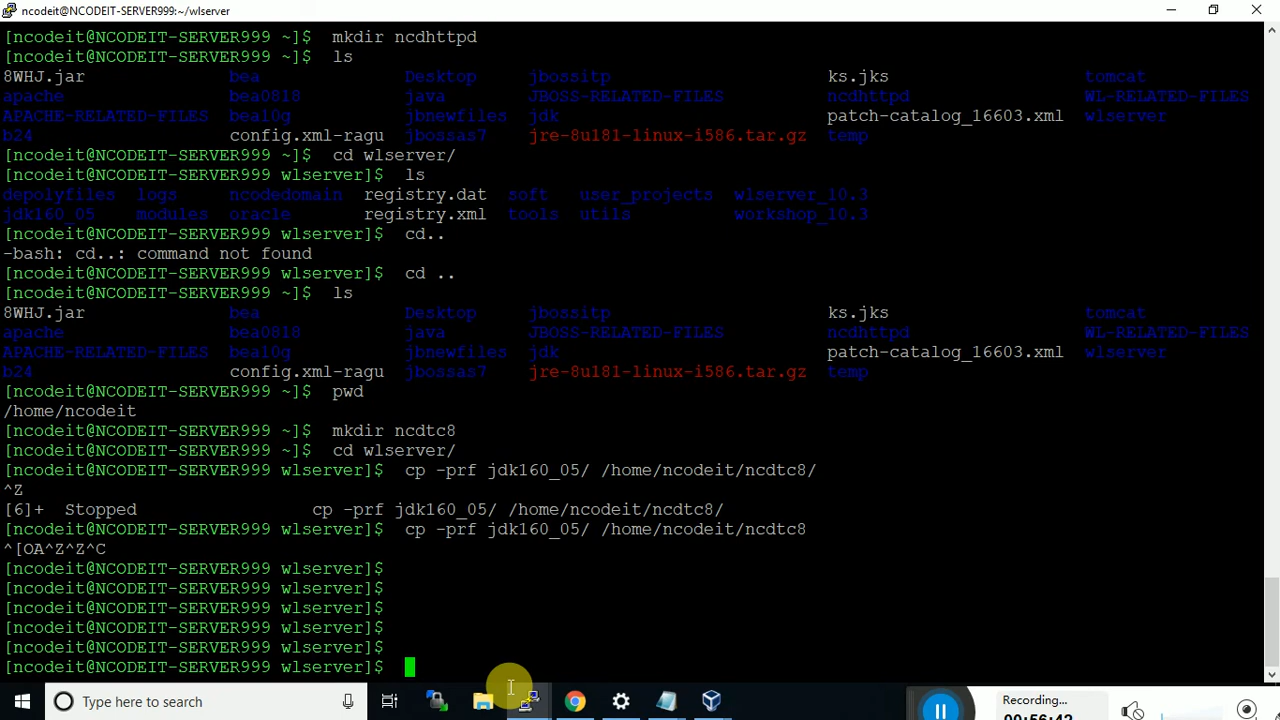 ncodeit@NCODEIT-SERVER999:~/wlserver
[ncodeit@NCODEIT-SERVER999 ~]$ mkdir ncdhttpd
[ncodeit@NCODEIT-SERVER999 ~]$ ls
8WHJ.jar bea Desktop jbossitp ks.jks tomcat
apache bea0818 java JBOSS-RELATED-FILES ncdhttpd WL-RELATED-FILES
APACHE-RELATED-FILES bea10g jbnewfiles jdk patch-catalog_16603.xml wlserver
b24 config.xml-ragu jbossas7 jre-8u181-linux-i586.tar.gz temp
[ncodeit@NCODEIT-SERVER999 ~]$ cd wlserver/
[ncodeit@NCODEIT-SERVER999 wlserver]$ ls
depolyfiles logs ncodedomain registry.dat soft user_projects wlserver_10.3
jdk160_05 modules oracle registry.xml tools utils workshop_10.3
[ncodeit@NCODEIT-SERVER999 wlserver]$ cd..
-bash: cd..: command not found
[ncodeit@NCODEIT-SERVER999 wlserver]$ cd ..
[ncodeit@NCODEIT-SERVER999 ~]$ ls
8WHJ.jar bea Desktop jbossitp ks.jks tomcat
apache bea0818 java JBOSS-RELATED-FILES ncdhttpd WL-RELATED-FILES
APACHE-RELATED-FILES bea10g jbnewfiles jdk patch-catalog_16603.xml wlserver
b24 config.xml-ragu jbossas7 jre-8u181-linux-i586.tar.gz temp
[ncodeit@NCODEIT-SERVER999 ~]$ pwd
/home/ncodeit
[ncodeit@NCODEIT-SERVER999 ~]$ mkdir ncdtc8
[ncodeit@NCODEIT-SERVER999 ~]$ cd wlserver/
[ncodeit@NCODEIT-SERVER999 wlserver]$ cp -prf jdk160_05/ /home/ncodeit/ncdtc8/
^Z
[6]+ Stopped cp -prf jdk160_05/ /home/ncodeit/ncdtc8/
[ncodeit@NCODEIT-SERVER999 wlserver]$ cp -prf jdk160_05/ /home/ncodeit/ncdtc8
^[OA^Z^Z^C
[ncodeit@NCODEIT-SERVER999 wlserver]$
[ncodeit@NCODEIT-SERVER999 wlserver]$
[ncodeit@NCODEIT-SERVER999 wlserver]$
[ncodeit@NCODEIT-SERVER999 wlserver]$
[ncodeit@NCODEIT-SERVER999 wlserver]$
[ncodeit@NCODEIT-SERVER999 wlserver]$
Type here to search
Recording...
00:56:42